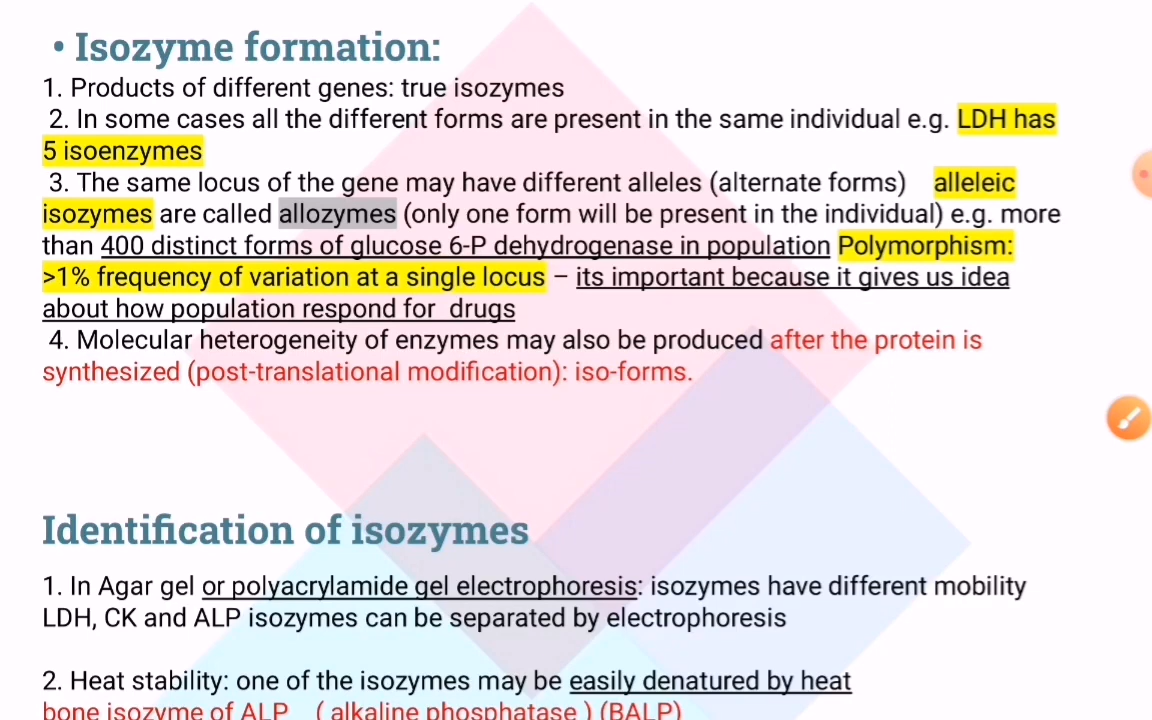 • Isozyme formation:
1. Products of different genes: true isozymes
2. In some cases all the different forms are present in the same individual e.g. LDH has
5 isoenzymes
3. The same locus of the gene may have different alleles (alternate forms) alleleic
isozymes are called allozymes (only one form will be present in the individual) e.g. more
than 400 distinct forms of glucose 6-P dehydrogenase in population Polymorphism:
>1% frequency of variation at a single locus – its important because it gives us idea
about how population respond for drugs
4. Molecular heterogeneity of enzymes may also be produced after the protein is
synthesized (post-translational modification): iso-forms.
Identification of isozymes
1. In Agar gel or polyacrylamide gel electrophoresis: isozymes have different mobility
LDH, CK and ALP isozymes can be separated by electrophoresis
2. Heat stability: one of the isozymes may be easily denatured by heat
bone isozyme of ALP ( alkaline phosphatase ) (BALP)